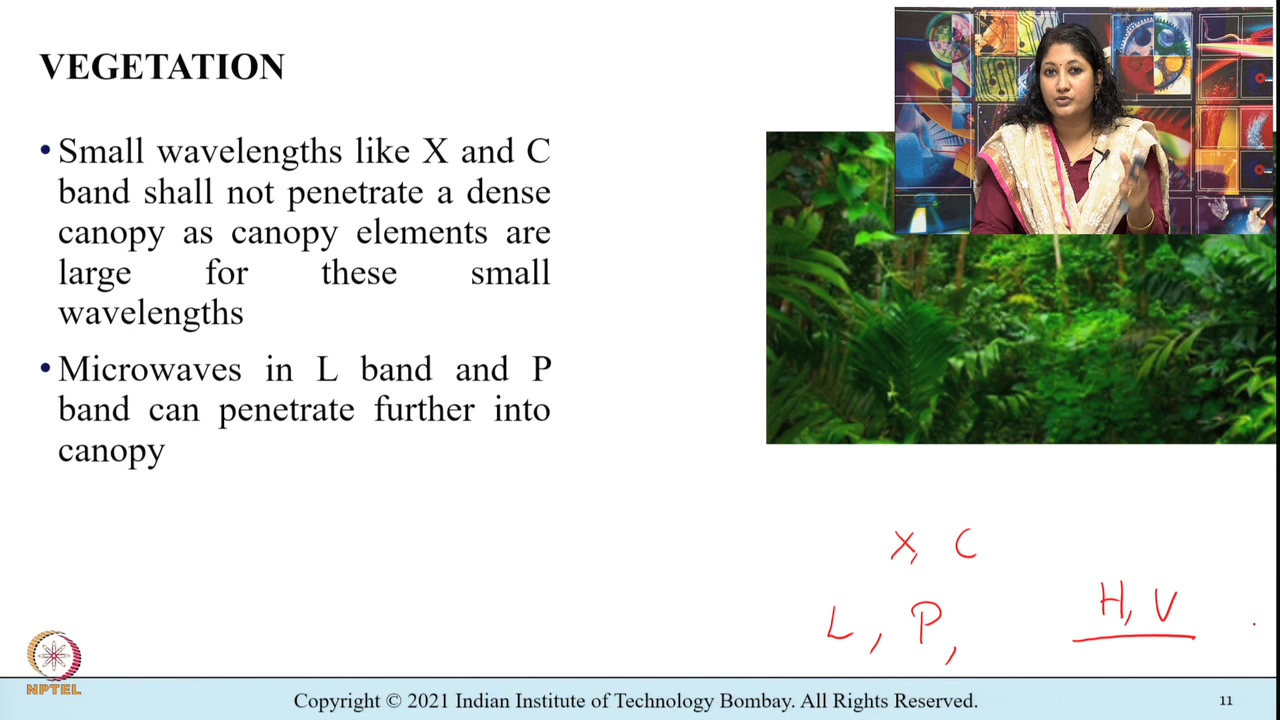 VEGETATION
• Small wavelengths like X and C
band shall not penetrate a dense
canopy as canopy elements are
large for these small
wavelengths
• Microwaves in L band and P
band can penetrate further into
canopy
X, C
L, P,
H, V
NPTEL
Copyright © 2021 Indian Institute of Technology Bombay. All Rights Reserved.
11